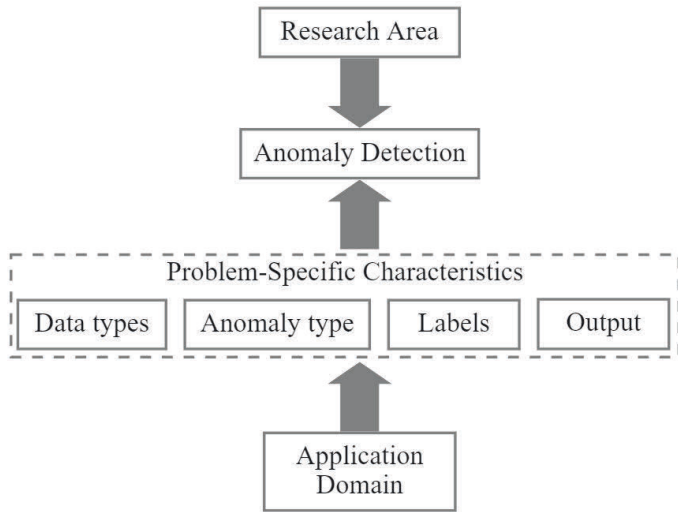 Research Area
Anomaly Detection
Problem-Specific Characteristics
Data types
Anomaly type
Labels
Output
Application
Domain